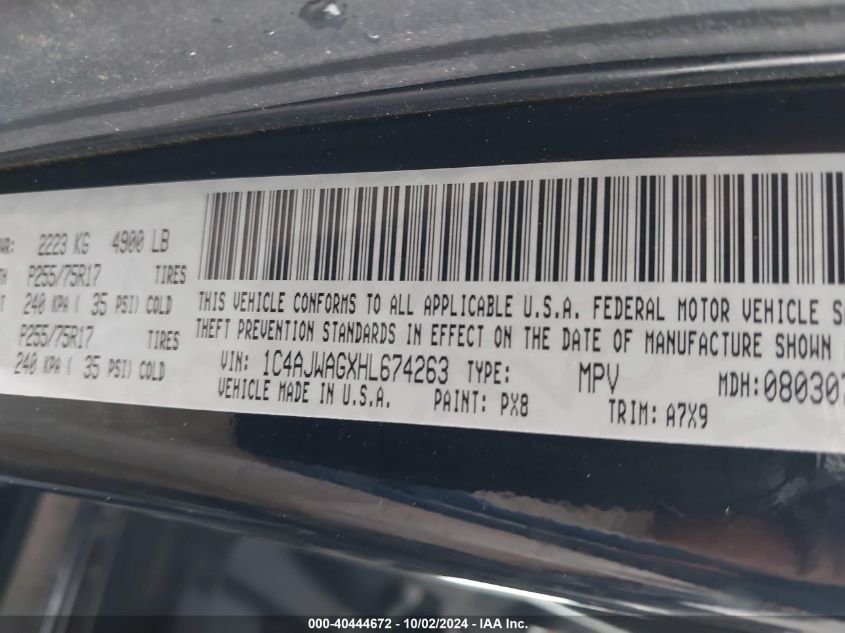 WR: 2223 KG 4900 LB
TH P255/75R17 TIRES
T 240 KPA ( 35 PSI) COLD
P255/75R17 TIRES
240 KPA ( 35 PSI) COLD
THIS VEHICLE CONFORMS TO ALL APPLICABLE U.S.A. FEDERAL MOTOR VEHICLE S
THEFT PREVENTION STANDARDS IN EFFECT ON THE DATE OF MANUFACTURE SHOWN
VIN: 1C4AJWAGXHL674263 TYPE: MPV MDH:080307
VEHICLE MADE IN U.S.A. PAINT: PX8 TRIM: A7X9
000-40444672 - 10/02/2024 - IAA Inc.